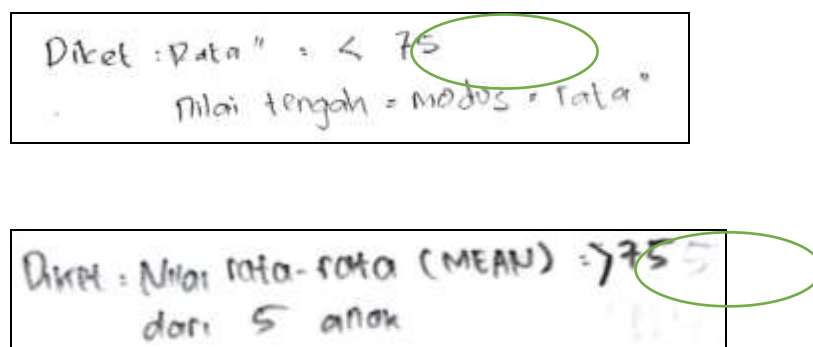 Diket : Rata" : < 75
nilai tengah = modus = rata"
Diket : Nilai rata-rata (MEAN) : > 75
dari 5 anak